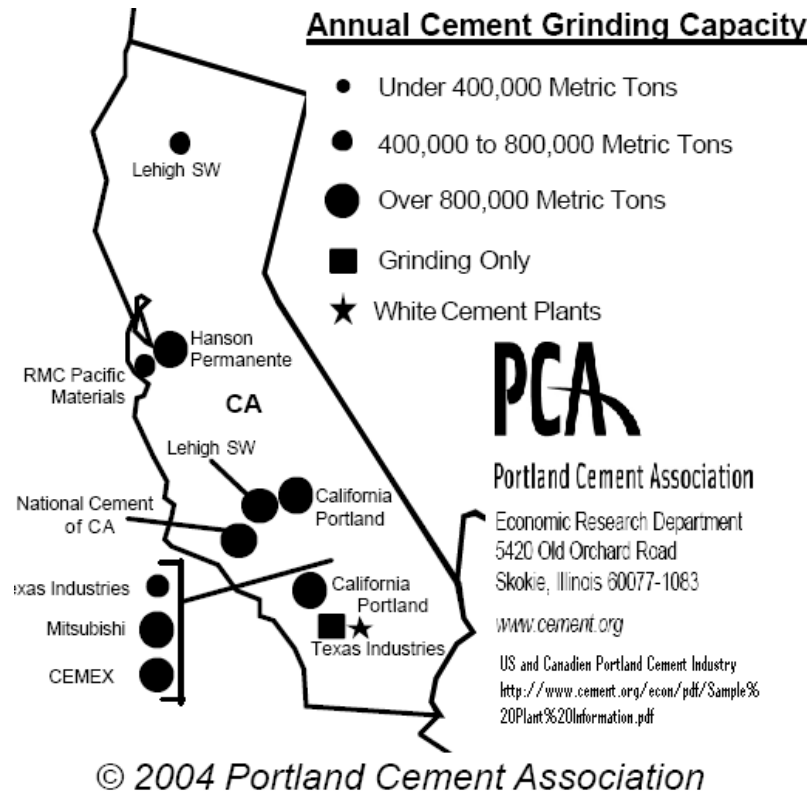 Annual Cement Grinding Capacity
Under 400,000 Metric Tons
400,000 to 800,000 Metric Tons
Over 800,000 Metric Tons
Grinding Only
White Cement Plants
Lehigh SW
Hanson
Permanente
RMC Pacific
Materials
CA
Lehigh SW
California
Portland
National Cement
of CA
exas Industries
Mitsubishi
CEMEX
California
Portland
Texas Industries
PCA
Portland Cement Association
Economic Research Department
5420 Old Orchard Road
Skokie, Illinois 60077-1083
www.cement.org
US and Canadien Portland Cement Industry
http://www.cement.org/econ/pdf/Sample%
20Plant%20Information.pdf
© 2004 Portland Cement Association